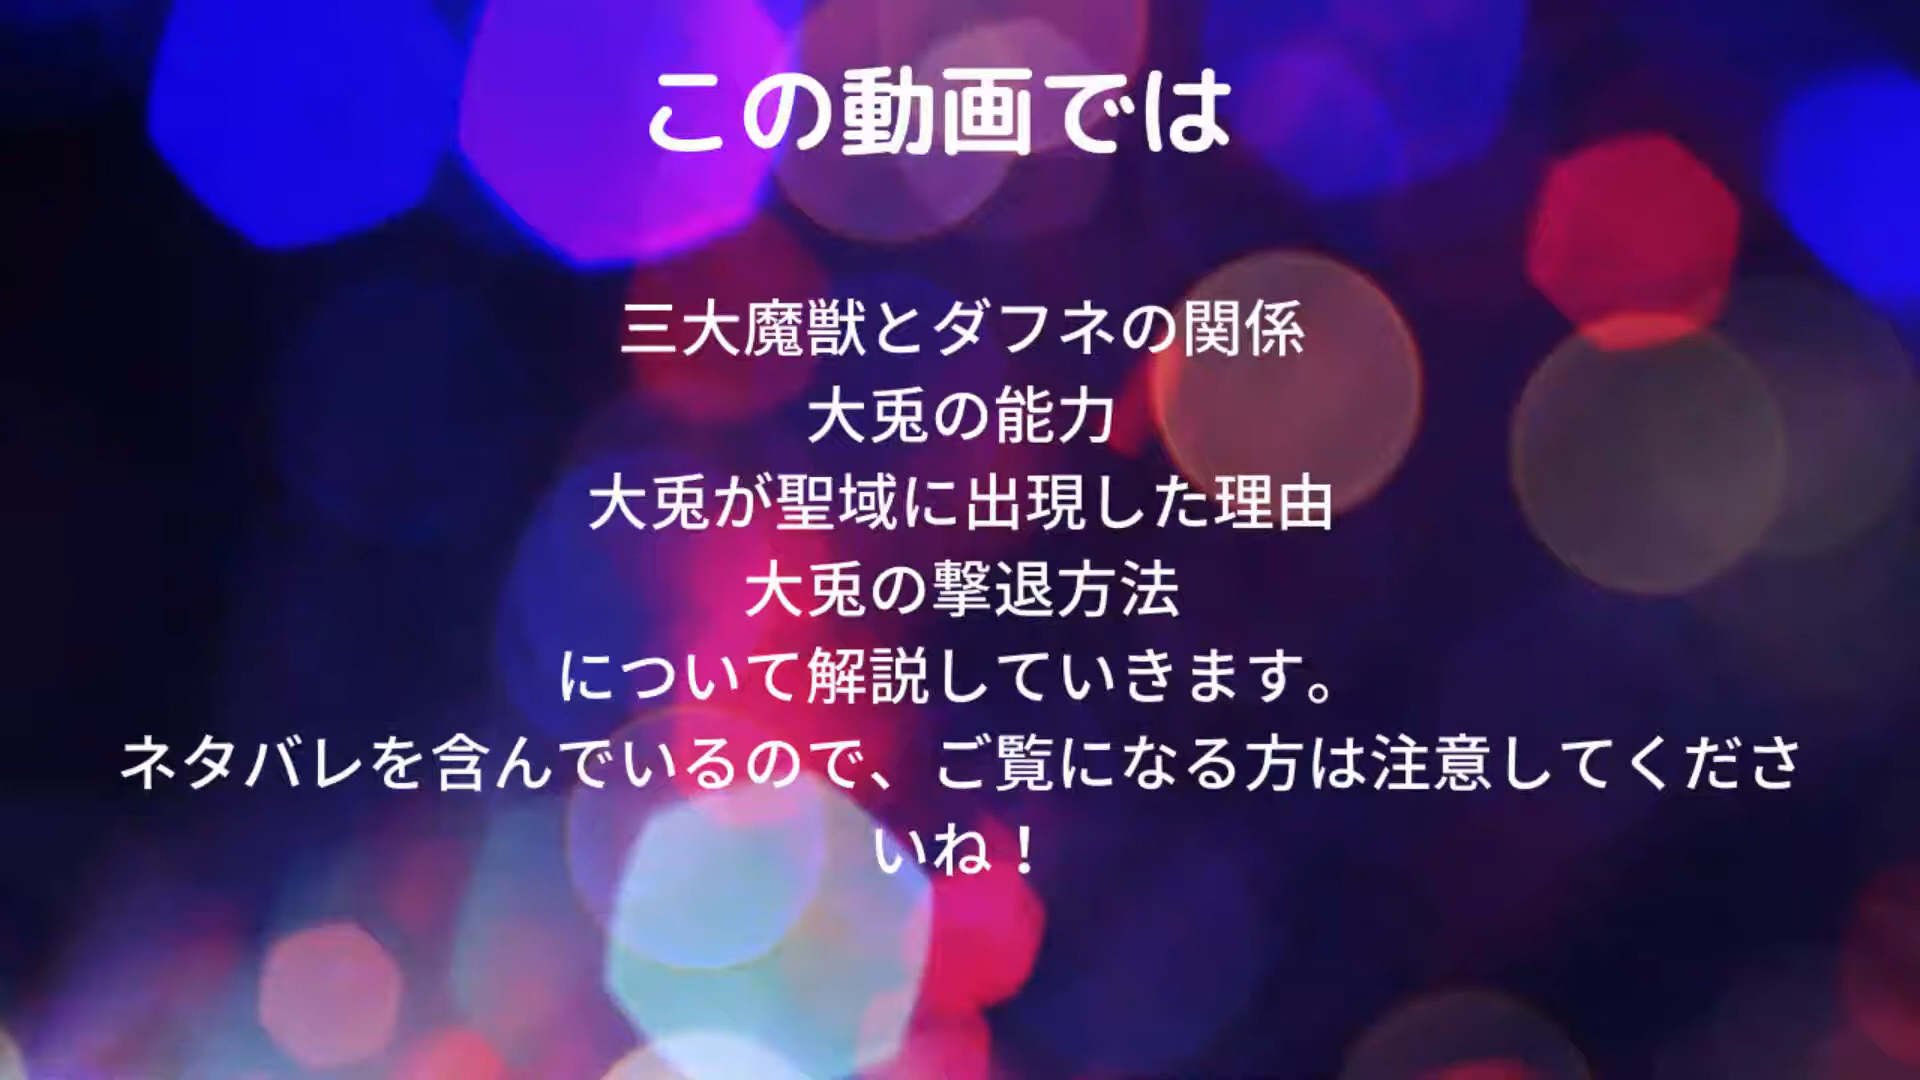 この動画では
三大魔獣とダフネの関係
大兎の能力
大兎が聖域に出現した理由
大兎の撃退方法
について解説していきます。
ネタバレを含んでいるので、ご覧になる方は注意してくださ
いね！